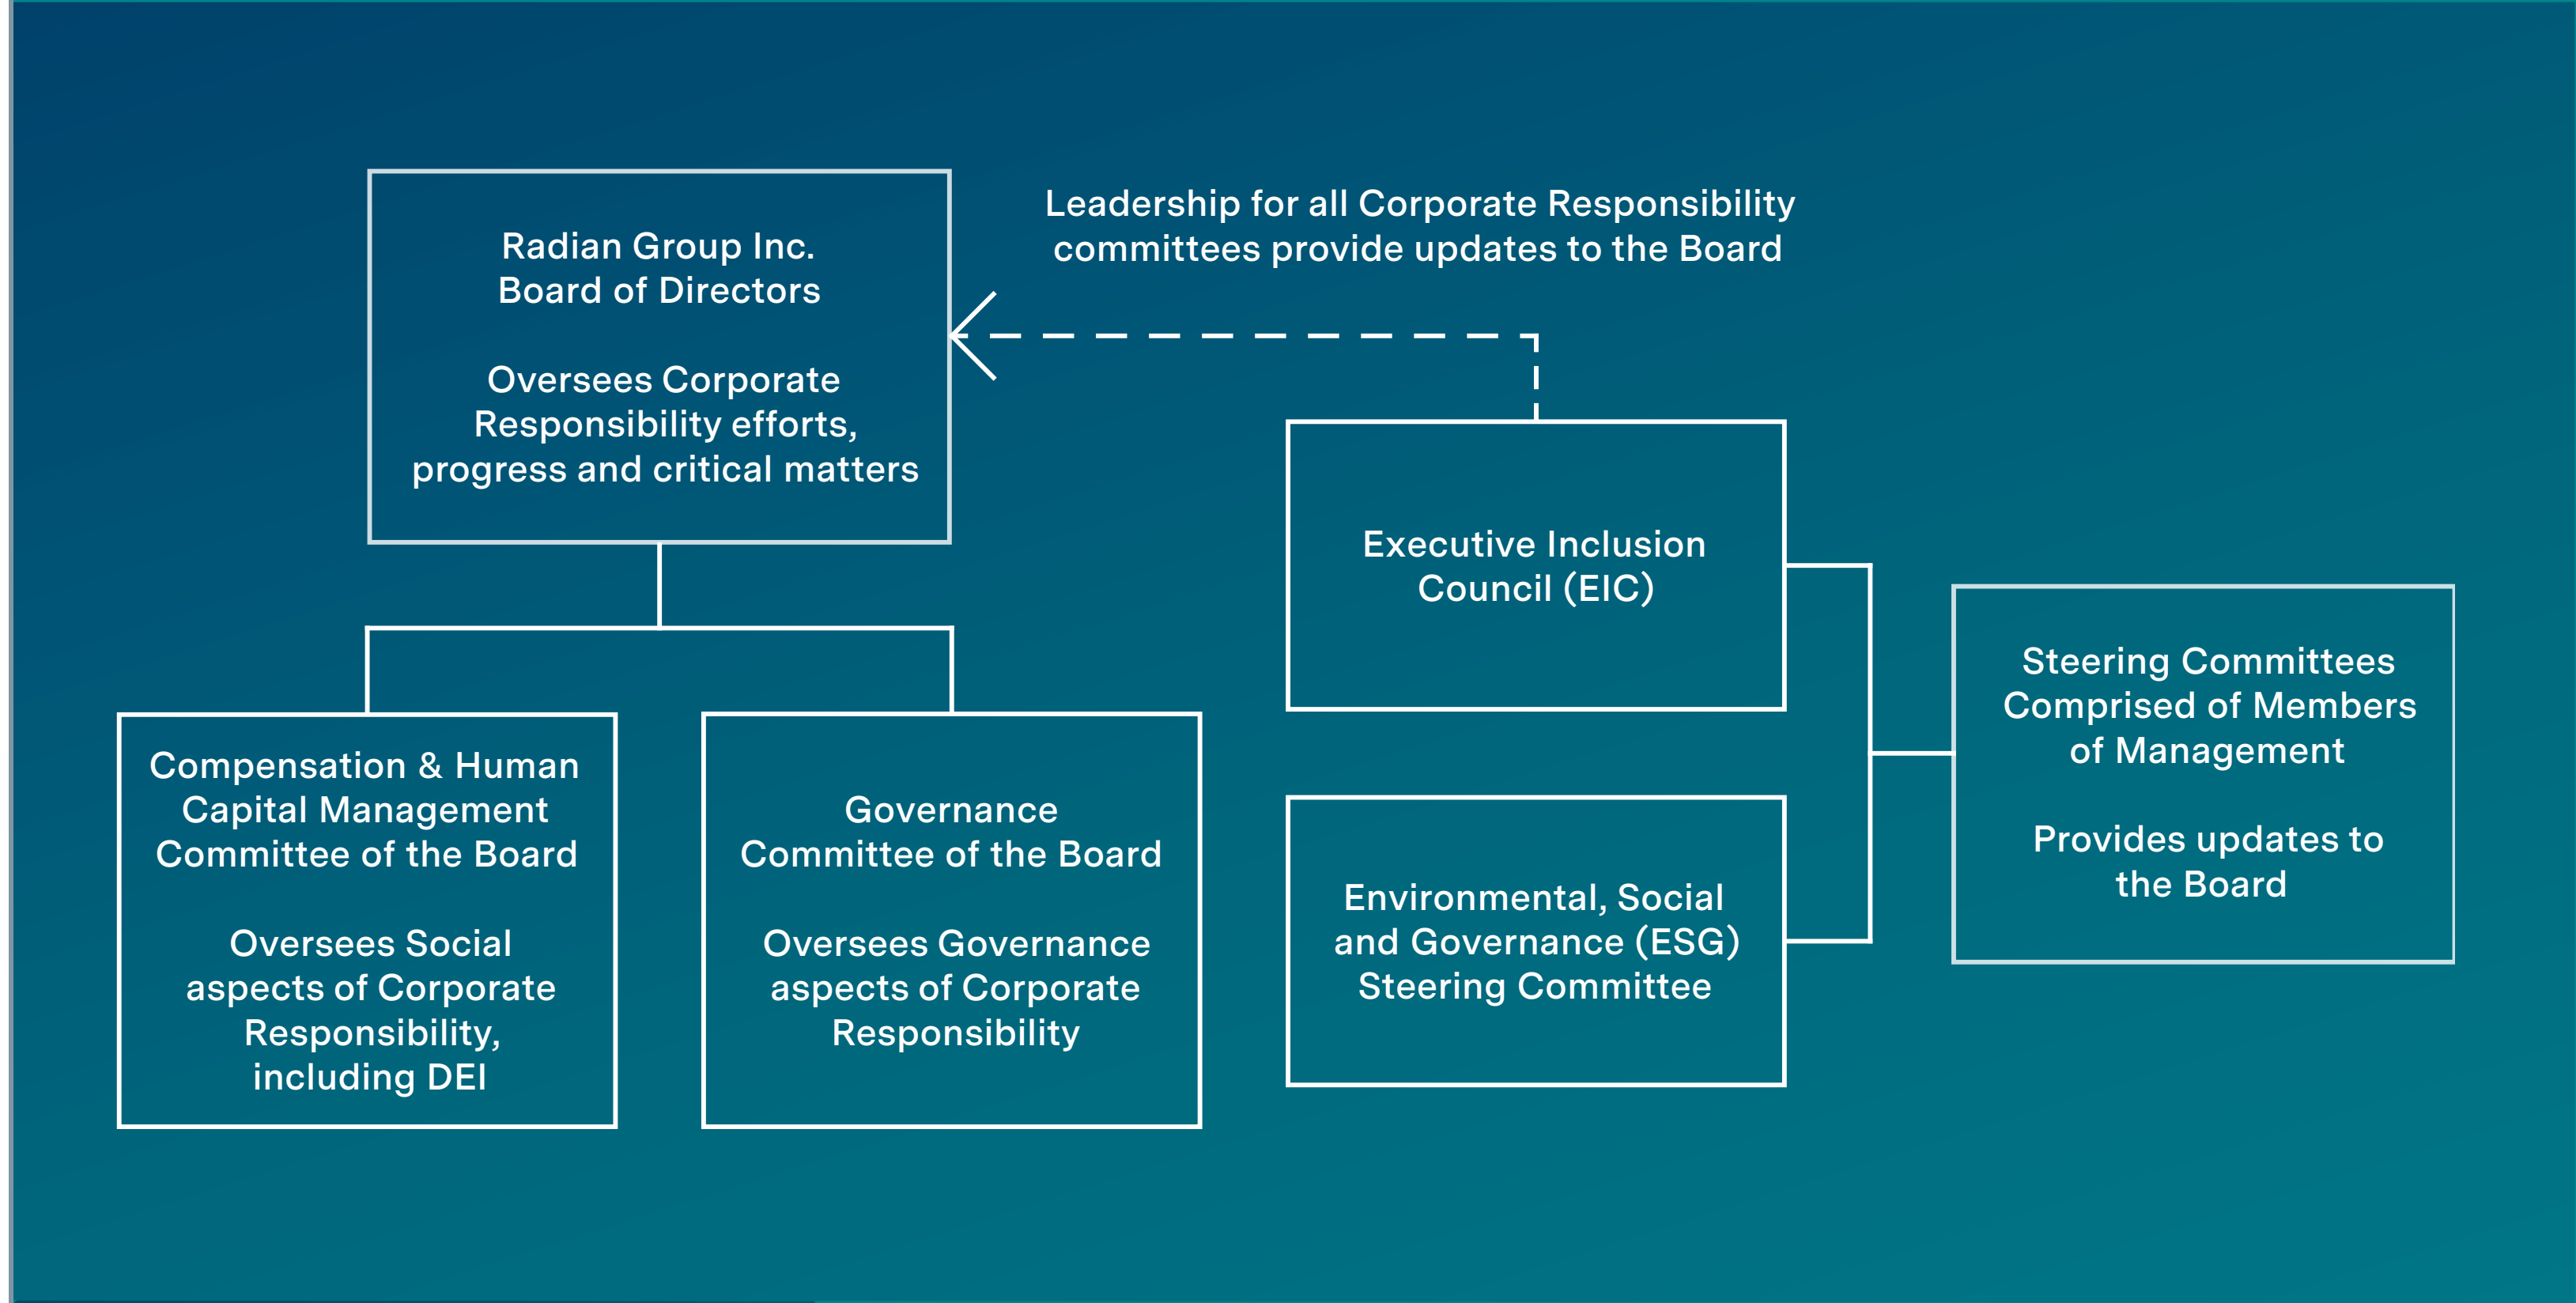 Radian Group Inc.
Board of Directors
Oversees Corporate
Responsibility efforts,
progress and critical matters
Leadership for all Corporate Responsibility
committees provide updates to the Board
Compensation & Human
Capital Management
Committee of the Board
Oversees Social
aspects of Corporate
Responsibility,
including DEI
Governance
Committee of the Board
Oversees Governance
aspects of Corporate
Responsibility
Executive Inclusion
Council (EIC)
Environmental, Social
and Governance (ESG)
Steering Committee
Steering Committees
Comprised of Members
of Management
Provides updates to
the Board